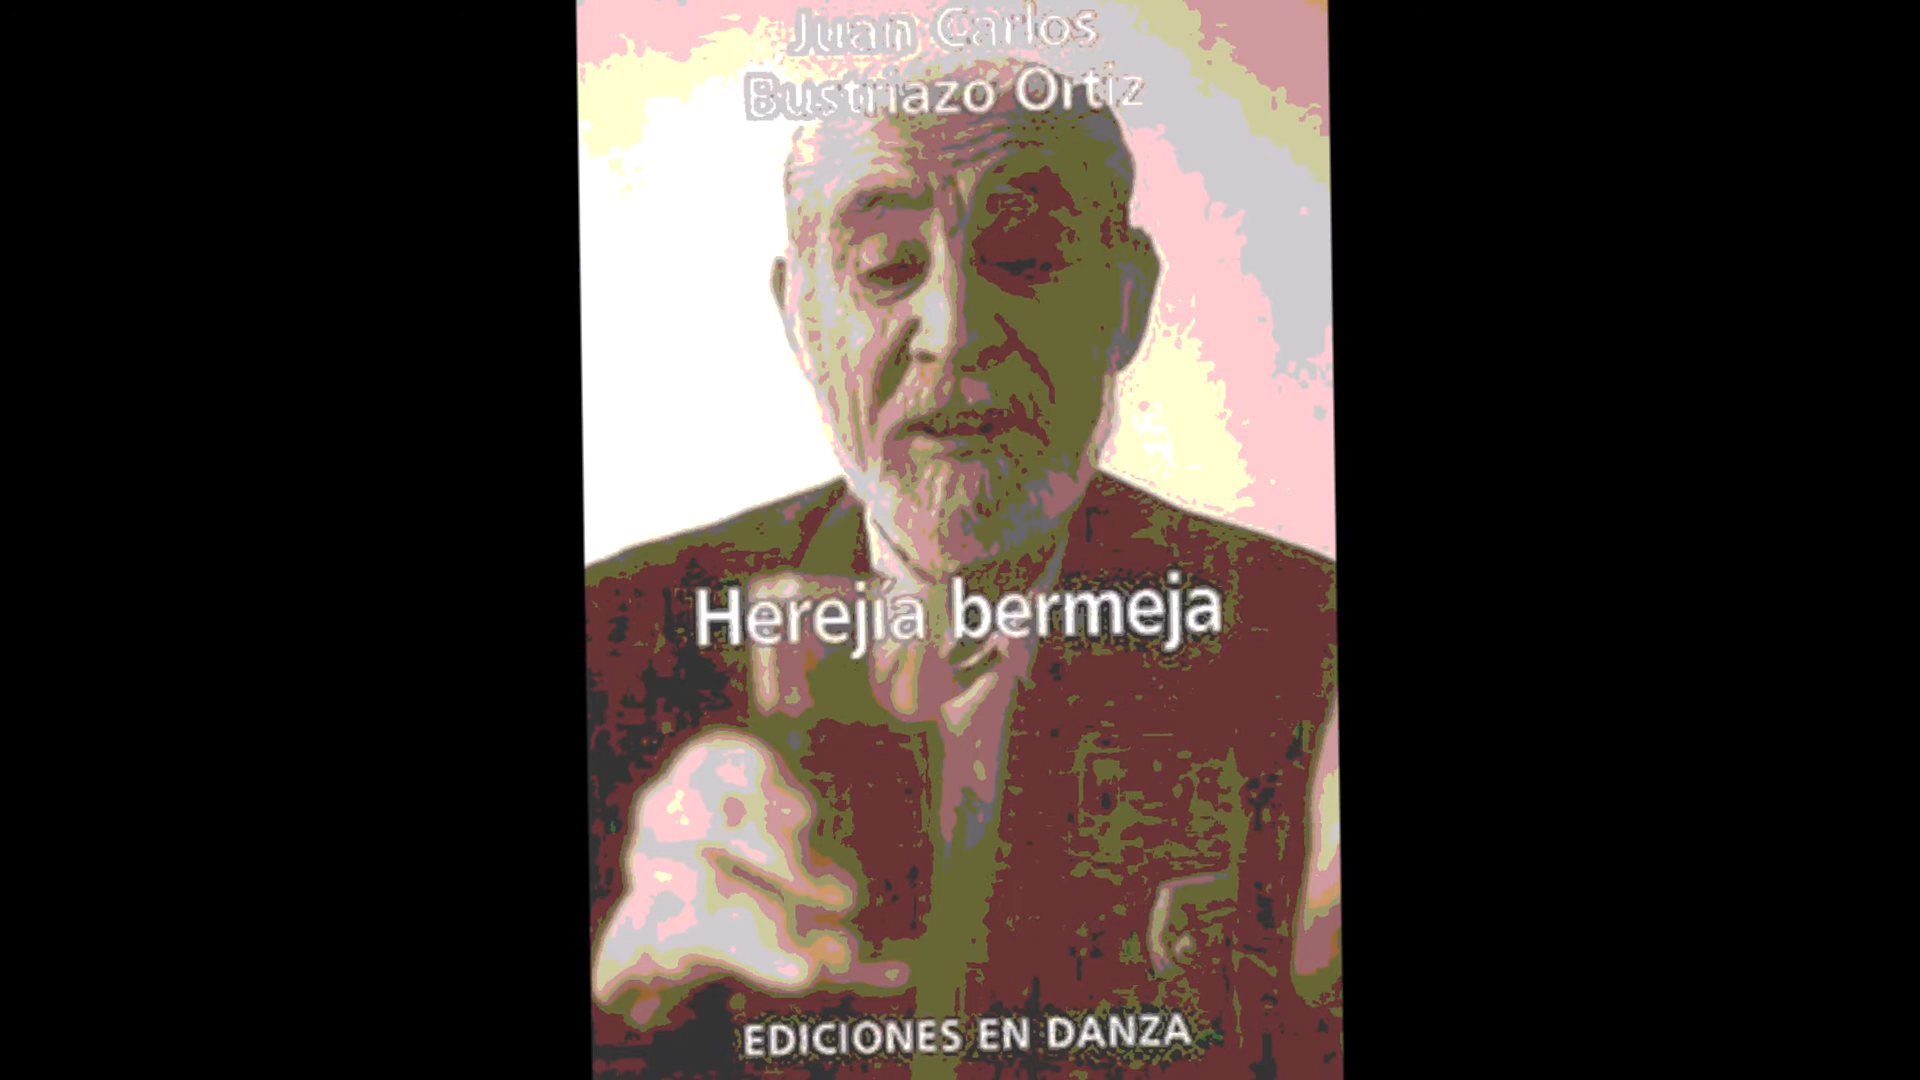 Juan Carlos
Bustriazo Ortiz
Herejía bermeja
EDICIONES EN DANZA